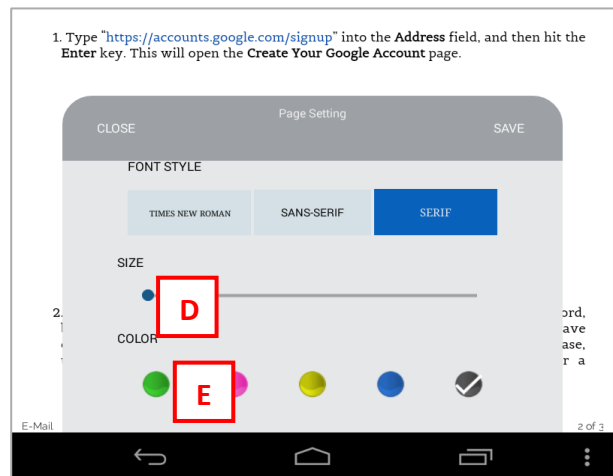 1. Type "https://accounts.google.com/signup" into the Address field, and then hit the
Enter key. This will open the Create Your Google Account page.
Page Setting
CLOSE
SAVE
FONT STYLE
TIMES NEW ROMAN
SANS-SERIF
SERIF
SIZE
D
2.
ord,
ave
COLOR
ase,
r a
E
E-Mail
2 of 3